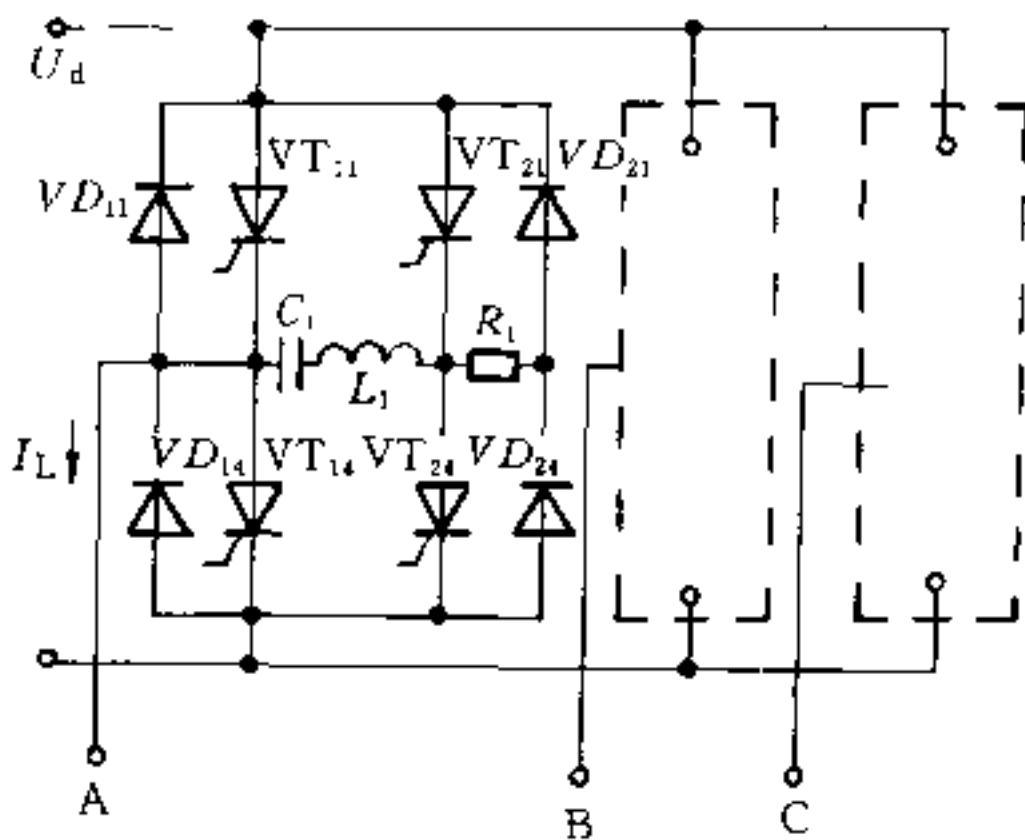 U_d
VT₁₁ VT₂₁ VD₂₁
VD₁₁
C₁ R₁
L₁
I_L VD₁₄ VT₁₄ VT₂₄ VD₂₄
A B C